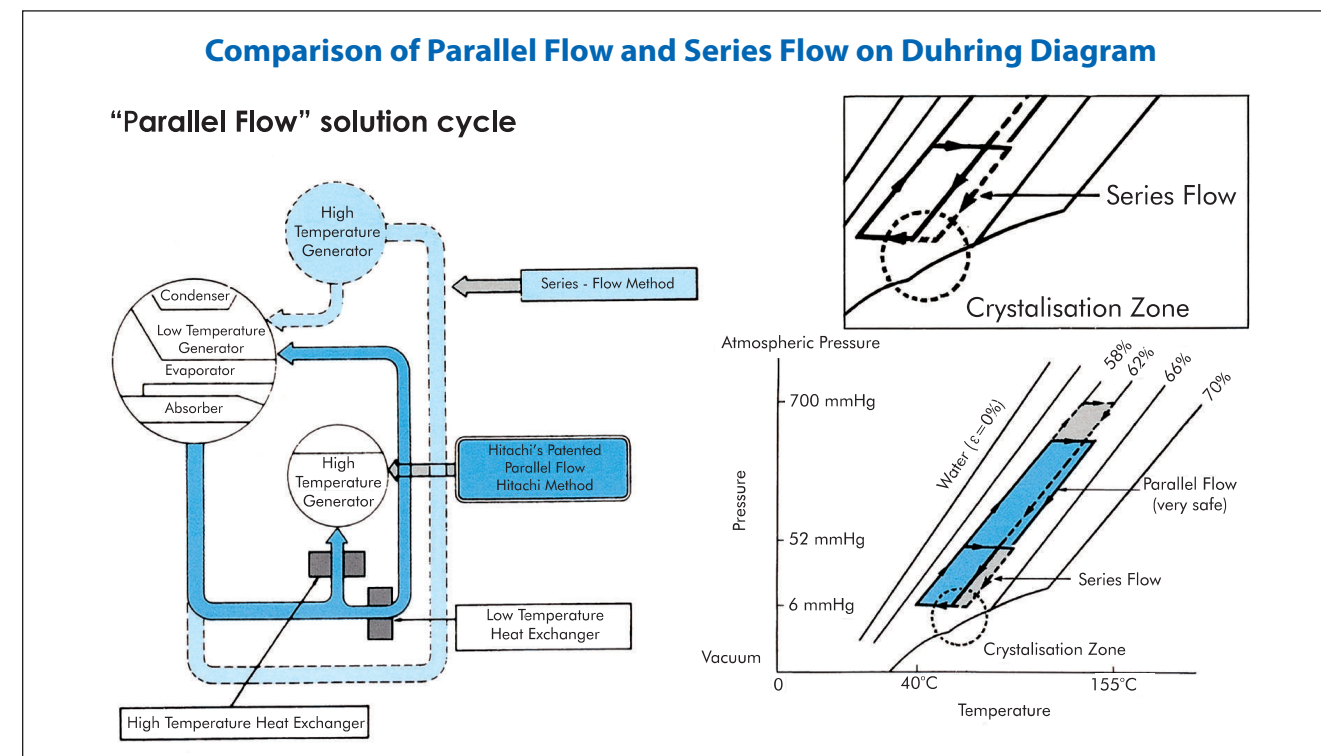 Comparison of Parallel Flow and Series Flow on Duhring Diagram
“Parallel Flow” solution cycle
High
Temperature
Generator
Condenser
Low Temperature
Generator
Evaporator
Absorber
Series - Flow Method
High
Temperature
Generator
Hitachi's Patented
Parallel Flow
Hitachi Method
Low Temperature
Heat Exchanger
High Temperature Heat Exchanger
Series Flow
Crystalisation Zone
Atmospheric Pressure
700 mmHg
52 mmHg
6 mmHg
Vacuum
Pressure
Water (ε=0%)
58%
62%
66%
70%
Parallel Flow
(very safe)
Series Flow
Crystalisation Zone
0
40°C
155°C
Temperature